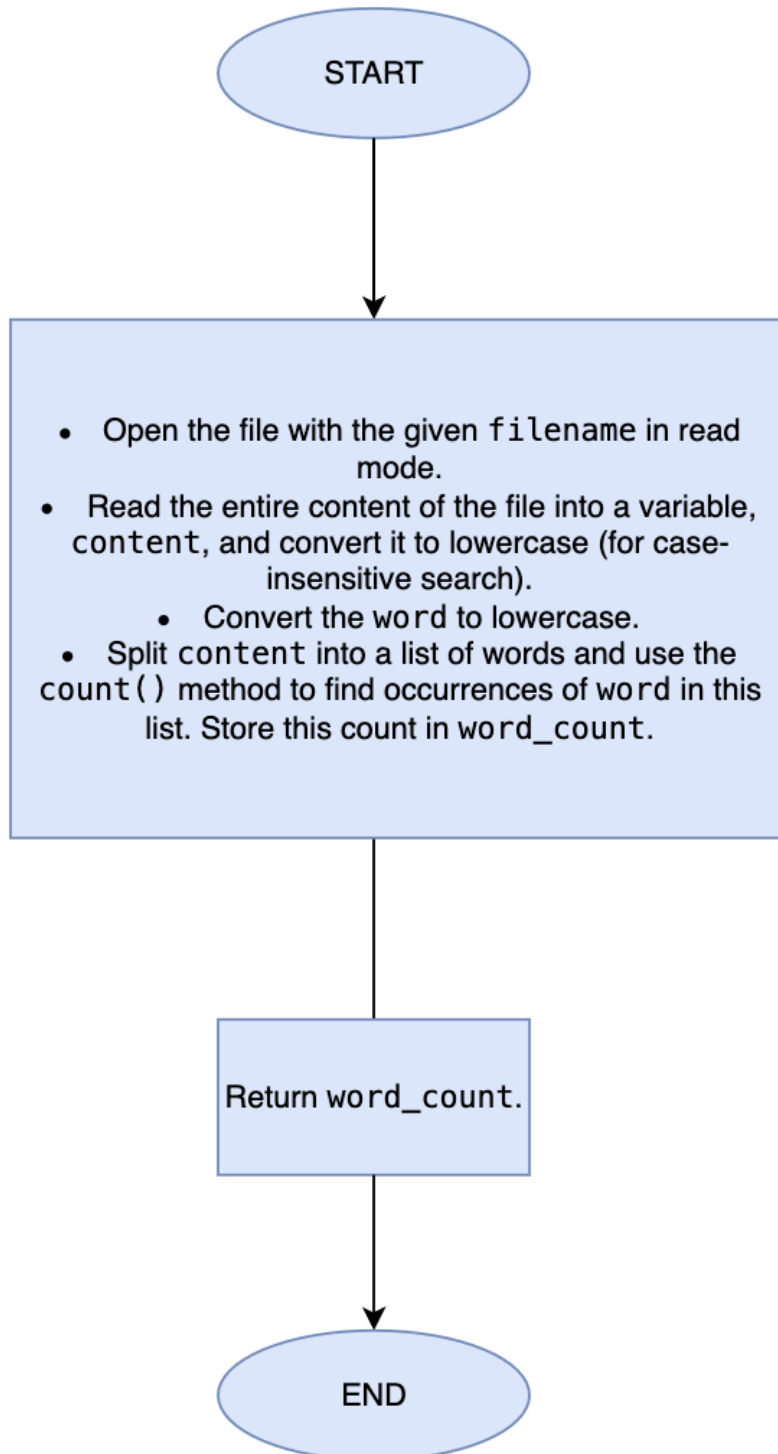 START
• Open the file with the given filename in read
mode.
• Read the entire content of the file into a variable,
content, and convert it to lowercase (for case-
insensitive search).
• Convert the word to lowercase.
• Split content into a list of words and use the
count() method to find occurrences of word in this
list. Store this count in word_count.
Return word_count.
END